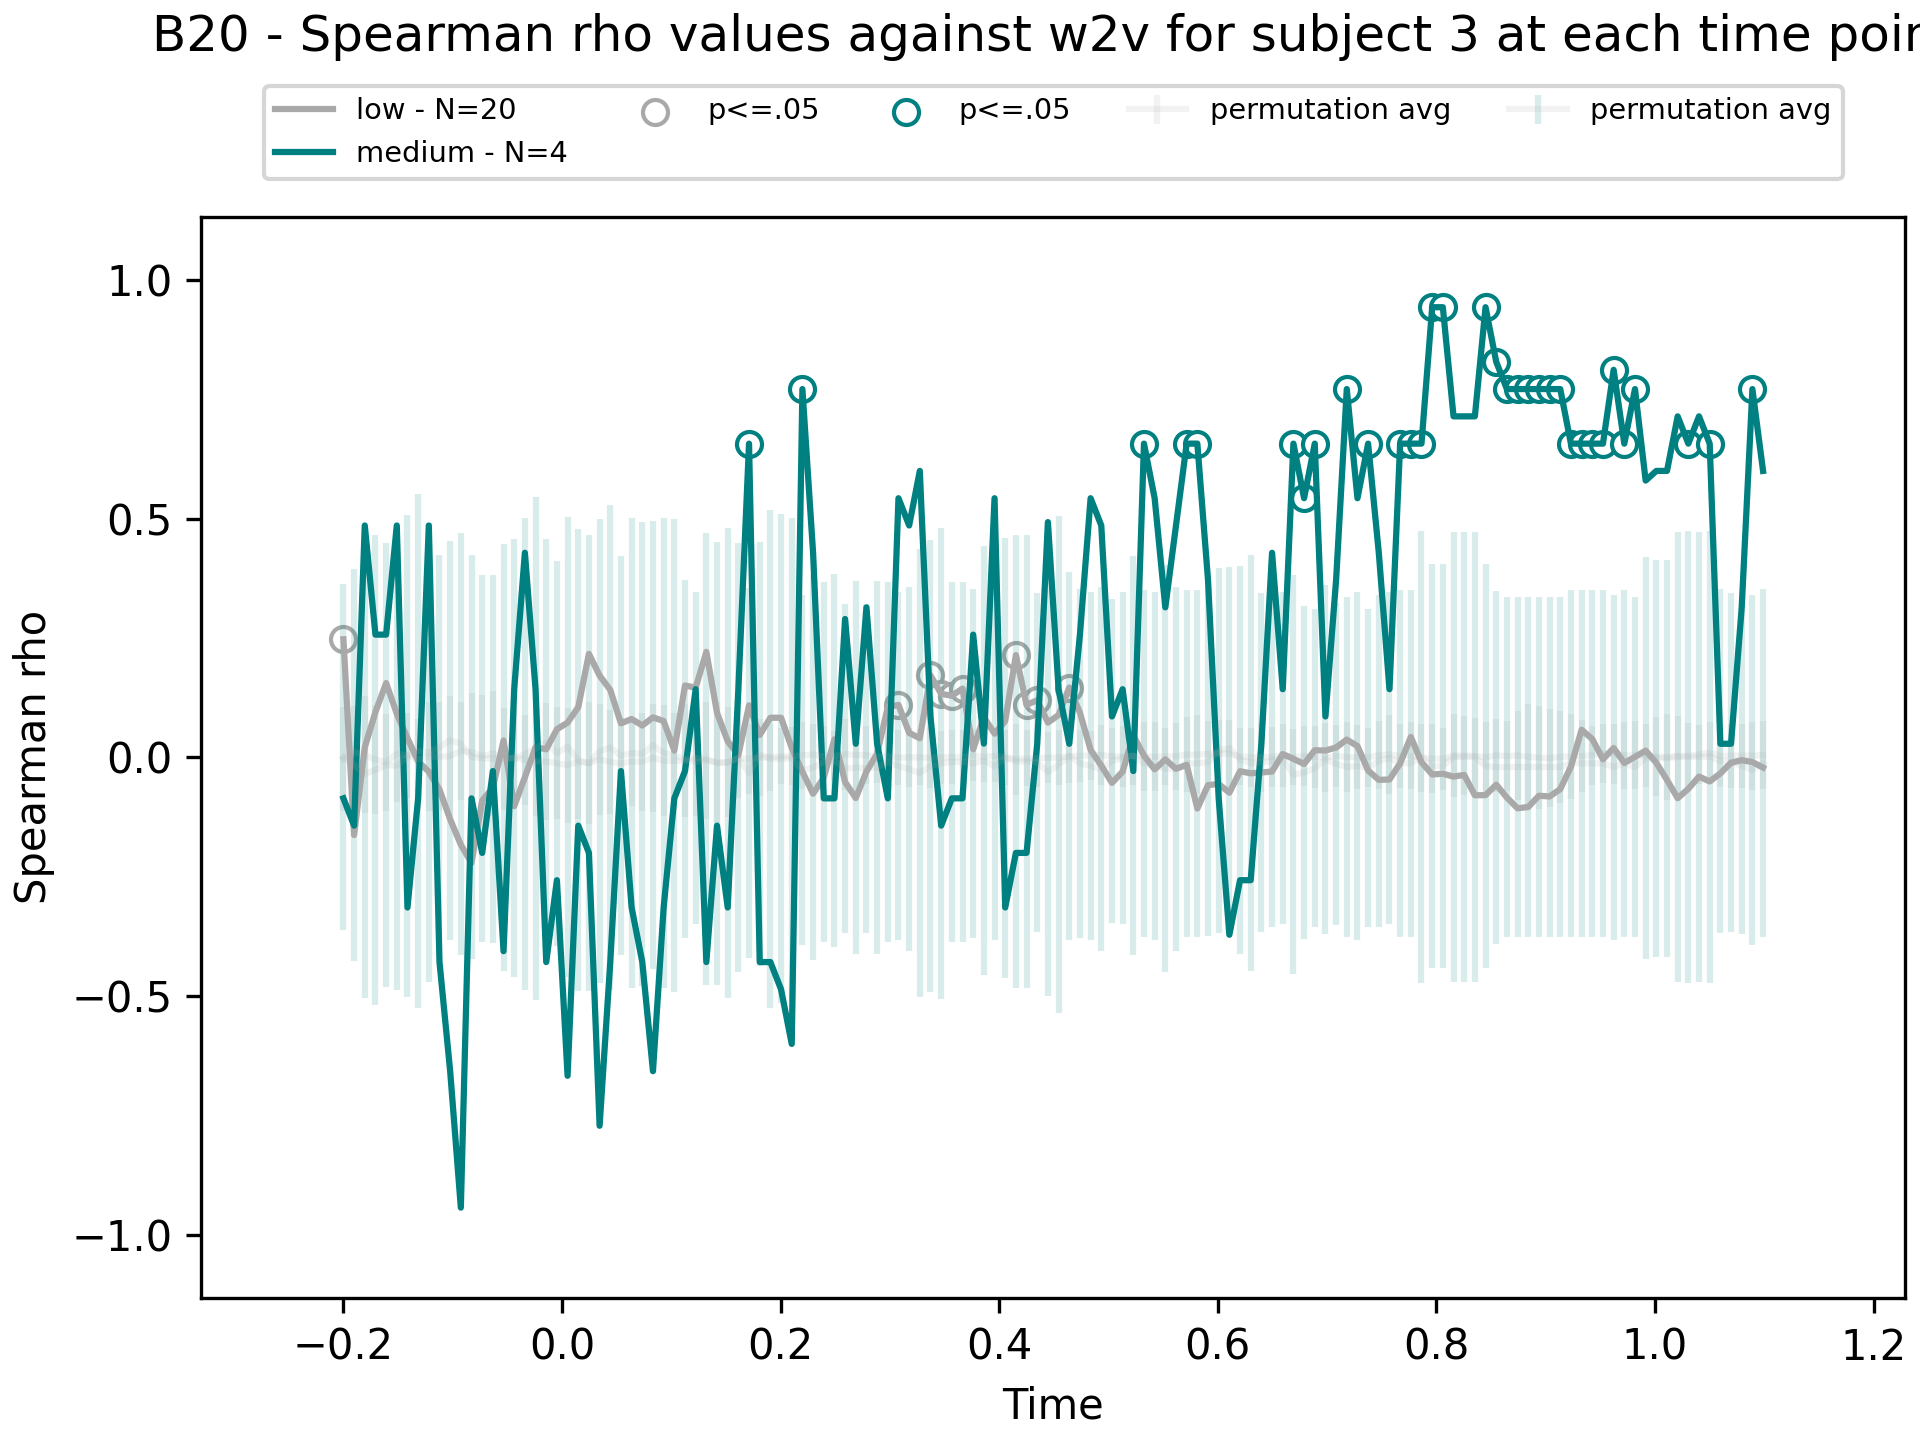 B20 - Spearman rho values against w2v for subject 3 at each time poin
low - N=20 p<=.05 p<=.05 permutation avg permutation avg
medium - N=4
1.0
0.5
0.0
−0.5
−1.0
Spearman rho
−0.2 0.0 0.2 0.4 0.6 0.8 1.0 1.2
Time